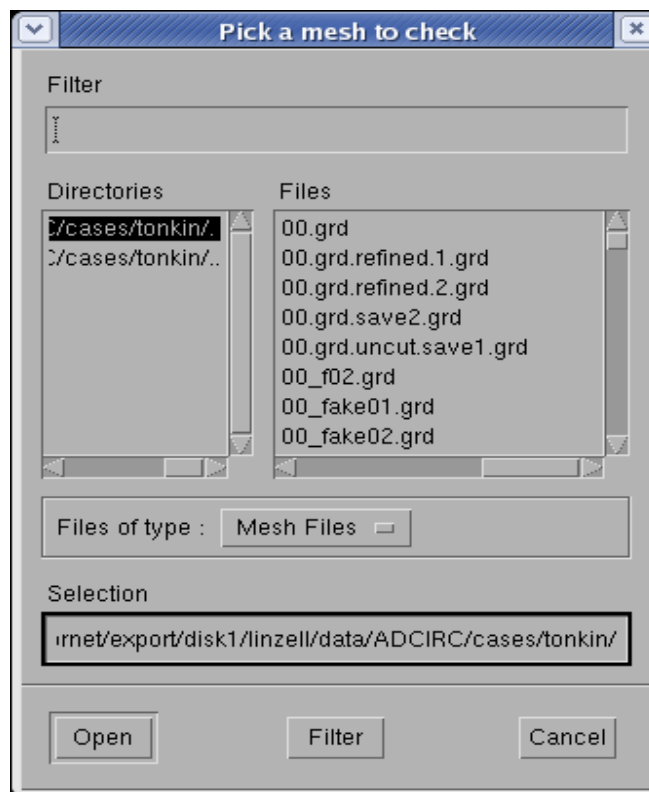 Pick a mesh to check
Filter
Directories
/cases/tonkin/.
/cases/tonkin/..
Files
00.grd
00.grd.refined.1.grd
00.grd.refined.2.grd
00.grd.save2.grd
00.grd.uncut.save1.grd
00_f02.grd
00_fake01.grd
00_fake02.grd
Files of type :
Mesh Files
Selection
rnet/export/disk1/linzell/data/ADCIRC/cases/tonkin/
Open
Filter
Cancel